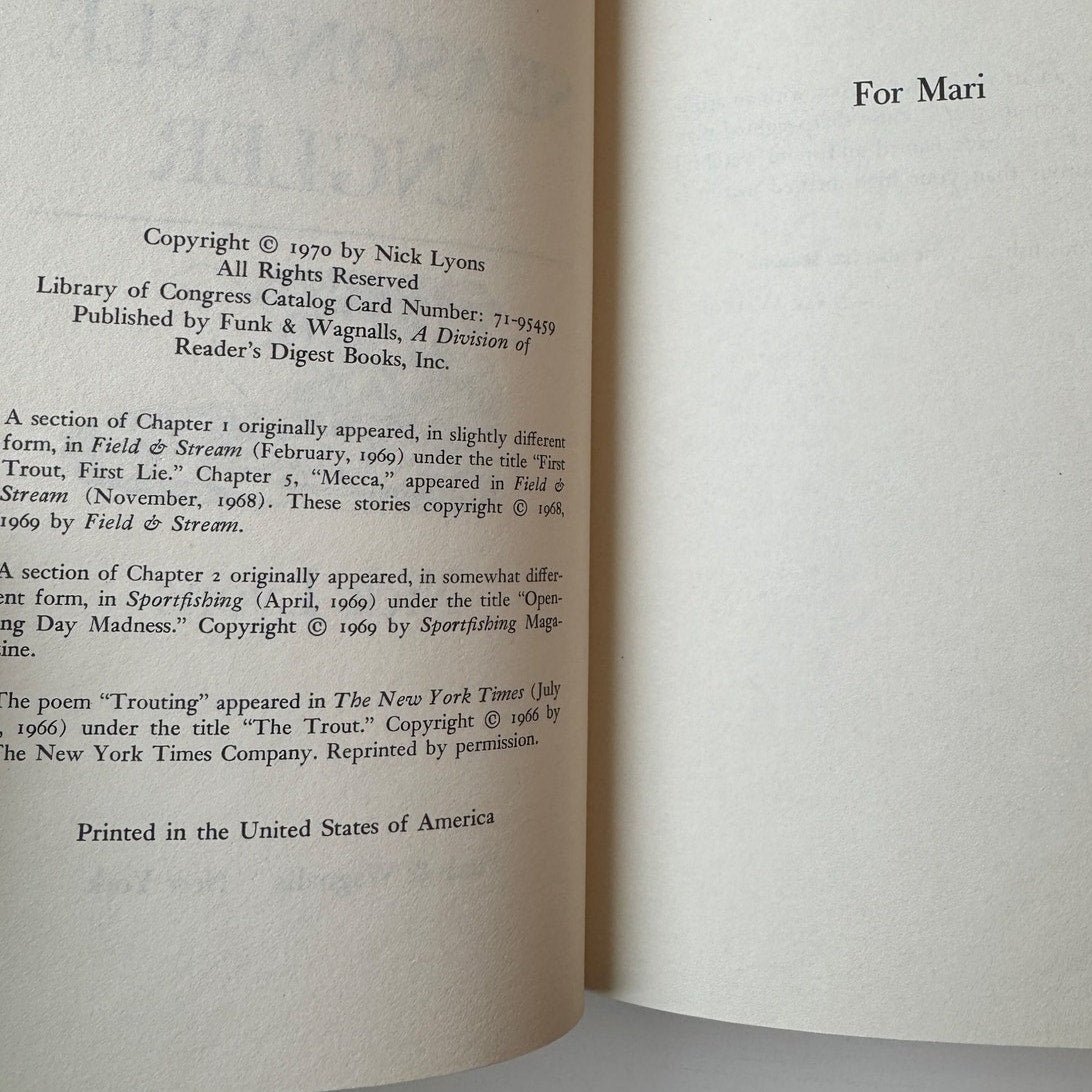 Copyright © 1970 by Nick Lyons
All Rights Reserved
Library of Congress Catalog Card Number: 71-95459
Published by Funk & Wagnalls, A Division of
Reader's Digest Books, Inc.
A section of Chapter 1 originally appeared, in slightly different
form, in Field & Stream (February, 1969) under the title “First
Trout, First Lie.” Chapter 5, “Mecca,” appeared in Field &
Stream (November, 1968). These stories copyright © 1968,
1969 by Field & Stream.
A section of Chapter 2 originally appeared, in somewhat differ-
ent form, in Sportfishing (April, 1969) under the title “Open-
ng Day Madness.” Copyright © 1969 by Sportfishing Maga-
ine.
The poem “Trouting” appeared in The New York Times (July
, 1966) under the title “The Trout.” Copyright © 1966 by
The New York Times Company. Reprinted by permission.
Printed in the United States of America
For Mari